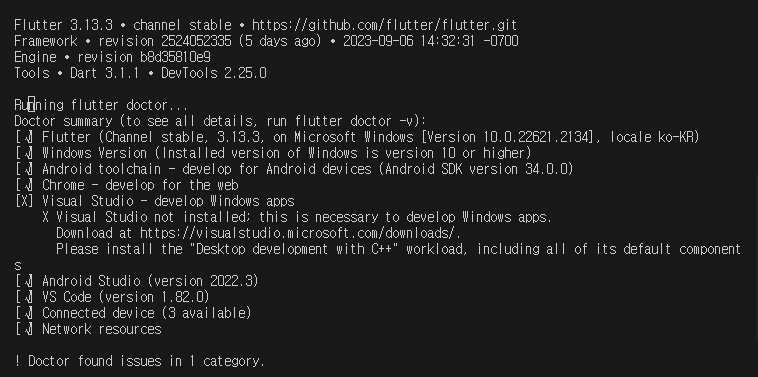 Flutter 3.13.3 • channel stable • https://github.com/flutter/flutter.git
Framework • revision 2524052335 (5 days ago) • 2023-09-06 14:32:31 -0700
Engine • revision b8d35810e9
Tools • Dart 3.1.1 • DevTools 2.25.0
Running flutter doctor...
Doctor summary (to see all details, run flutter doctor -v):
[√] Flutter (Channel stable, 3.13.3, on Microsoft Windows [Version 10.0.22621.2134], locale ko-KR)
[√] Windows Version (Installed version of Windows is version 10 or higher)
[√] Android toolchain - develop for Android devices (Android SDK version 34.0.0)
[√] Chrome - develop for the web
[X] Visual Studio - develop Windows apps
X Visual Studio not installed; this is necessary to develop Windows apps.
Download at https://visualstudio.microsoft.com/downloads/.
Please install the "Desktop development with C++" workload, including all of its default component
s
[√] Android Studio (version 2022.3)
[√] VS Code (version 1.82.0)
[√] Connected device (3 available)
[√] Network resources
! Doctor found issues in 1 category.